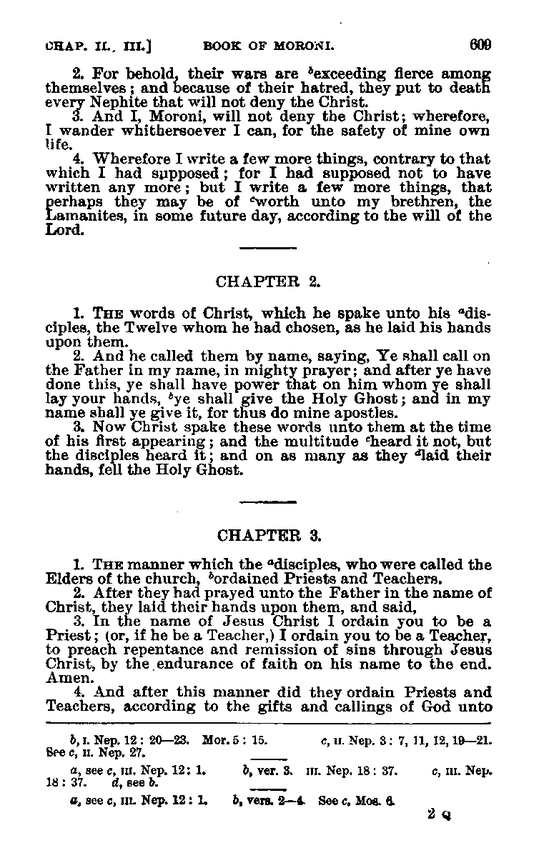 CHAP. II., III.] BOOK OF MORONI. 609
2. For behold, their wars are ᵇexceeding fierce among
themselves; and because of their hatred, they put to death
every Nephite that will not deny the Christ.
3. And I, Moroni, will not deny the Christ; wherefore,
I wander whithersoever I can, for the safety of mine own
life.
4. Wherefore I write a few more things, contrary to that
which I had supposed; for I had supposed not to have
written any more; but I write a few more things, that
perhaps they may be of ᶜworth unto my brethren, the
Lamanites, in some future day, according to the will of the
Lord.
CHAPTER 2.
1. THE words of Christ, which he spake unto his ᵃdis-
ciples, the Twelve whom he had chosen, as he laid his hands
upon them.
2. And he called them by name, saying, Ye shall call on
the Father in my name, in mighty prayer; and after ye have
done this, ye shall have power that on him whom ye shall
lay your hands, ᵇye shall give the Holy Ghost; and in my
name shall ye give it, for thus do mine apostles.
3. Now Christ spake these words unto them at the time
of his first appearing; and the multitude ᶜheard it not, but
the disciples heard it; and on as many as they ᵈlaid their
hands, fell the Holy Ghost.
CHAPTER 3.
1. THE manner which the ᵃdisciples, who were called the
Elders of the church, ᵇordained Priests and Teachers.
2. After they had prayed unto the Father in the name of
Christ, they laid their hands upon them, and said,
3. In the name of Jesus Christ I ordain you to be a
Priest; (or, if he be a Teacher,) I ordain you to be a Teacher,
to preach repentance and remission of sins through Jesus
Christ, by the endurance of faith on his name to the end.
Amen.
4. And after this manner did they ordain Priests and
Teachers, according to the gifts and callings of God unto
b, I. Nep. 12: 20—23. Mor. 5: 15. c, II. Nep. 3: 7, 11, 12, 19—21.
See c, II. Nep. 27.
a, see c, III. Nep. 12: 1. b, ver. 3. III. Nep. 18: 37. c, III. Nep.
18: 37. d, see b.
a, see c, III. Nep. 12: 1. b, vers. 2—4. See c, Mos. 6.
2 Q